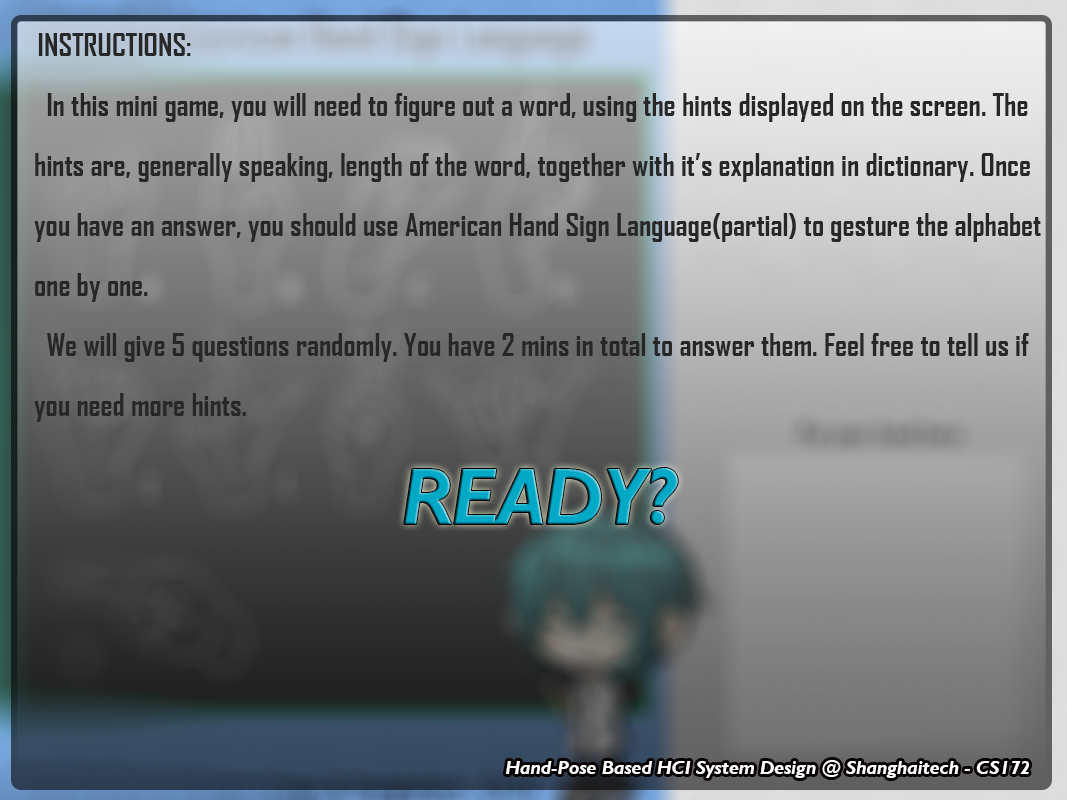 INSTRUCTIONS:
In this mini game, you will need to figure out a word, using the hints displayed on the screen. The
hints are, generally speaking, length of the word, together with it's explanation in dictionary. Once
you have an answer, you should use American Hand Sign Language(partial) to gesture the alphabet
one by one.
We will give 5 questions randomly. You have 2 mins in total to answer them. Feel free to tell us if
you need more hints.
READY?
Hand-Pose Based HCI System Design @ Shanghaitech - CS172